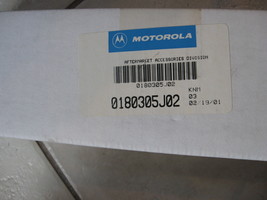 MOTOROLA
AFTERMARKET ACCESSORIES DIVISION
0180305J02
0180305J02
KNM
03
02/19/01